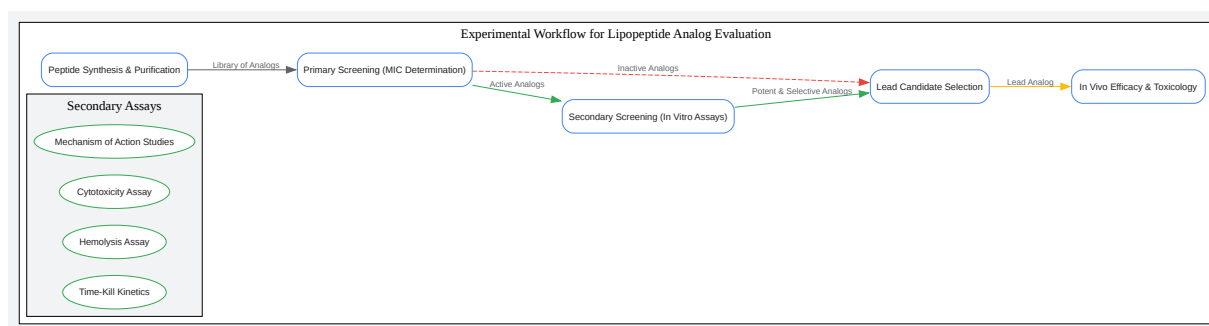 Experimental Workflow for Lipopeptide Analog Evaluation
Peptide Synthesis & Purification
Library of Analogs
Primary Screening (MIC Determination)
Inactive Analogs
Active Analogs
Secondary Screening (In Vitro Assays)
Potent & Selective Analogs
Lead Candidate Selection
Lead Analog
In Vivo Efficacy & Toxicology
Secondary Assays
Mechanism of Action Studies
Cytotoxicity Assay
Hemolysis Assay
Time-Kill Kinetics